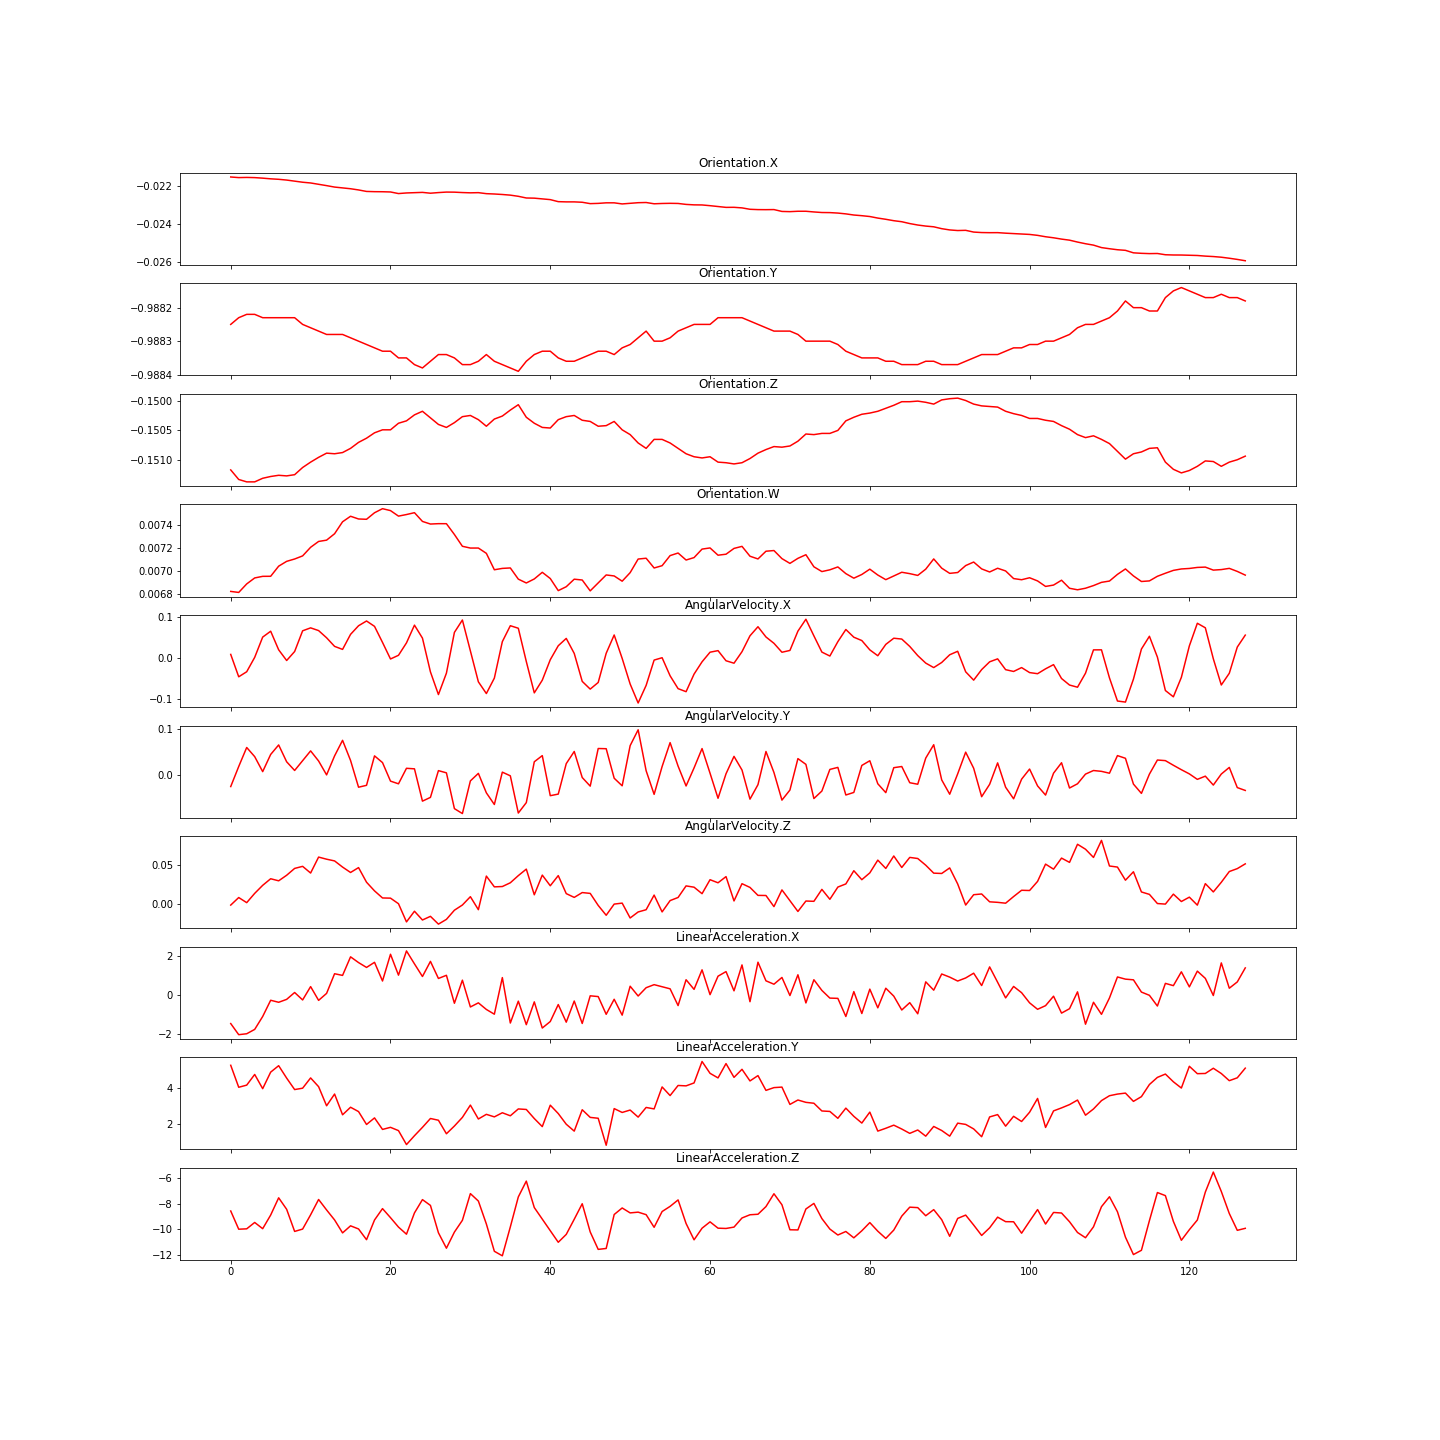 Orientation.X
−0.022
−0.024
−0.026
Orientation.Y
−0.9882
−0.9883
−0.9884
Orientation.Z
−0.1500
−0.1505
−0.1510
Orientation.W
0.0074
0.0072
0.0070
0.0068
AngularVelocity.X
0.1
0.0
−0.1
AngularVelocity.Y
0.1
0.0
AngularVelocity.Z
0.05
0.00
LinearAcceleration.X
2
0
−2
LinearAcceleration.Y
4
2
LinearAcceleration.Z
−6
−8
−10
−12
0 20 40 60 80 100 120